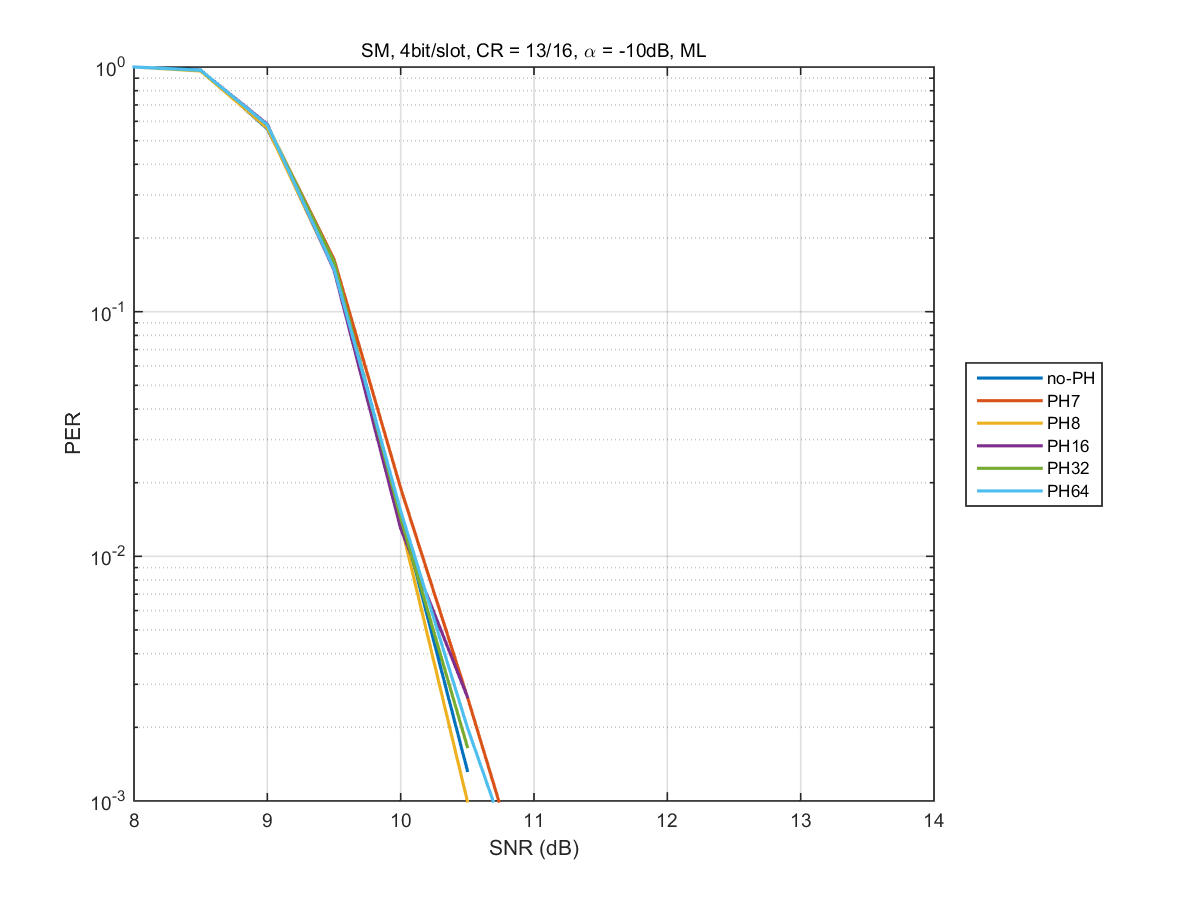 SM, 4bit/slot, CR = 13/16, α = -10dB, ML
10^0
10^-1
10^-2
10^-3
PER
8 9 10 11 12 13 14
SNR (dB)
no-PH
PH7
PH8
PH16
PH32
PH64